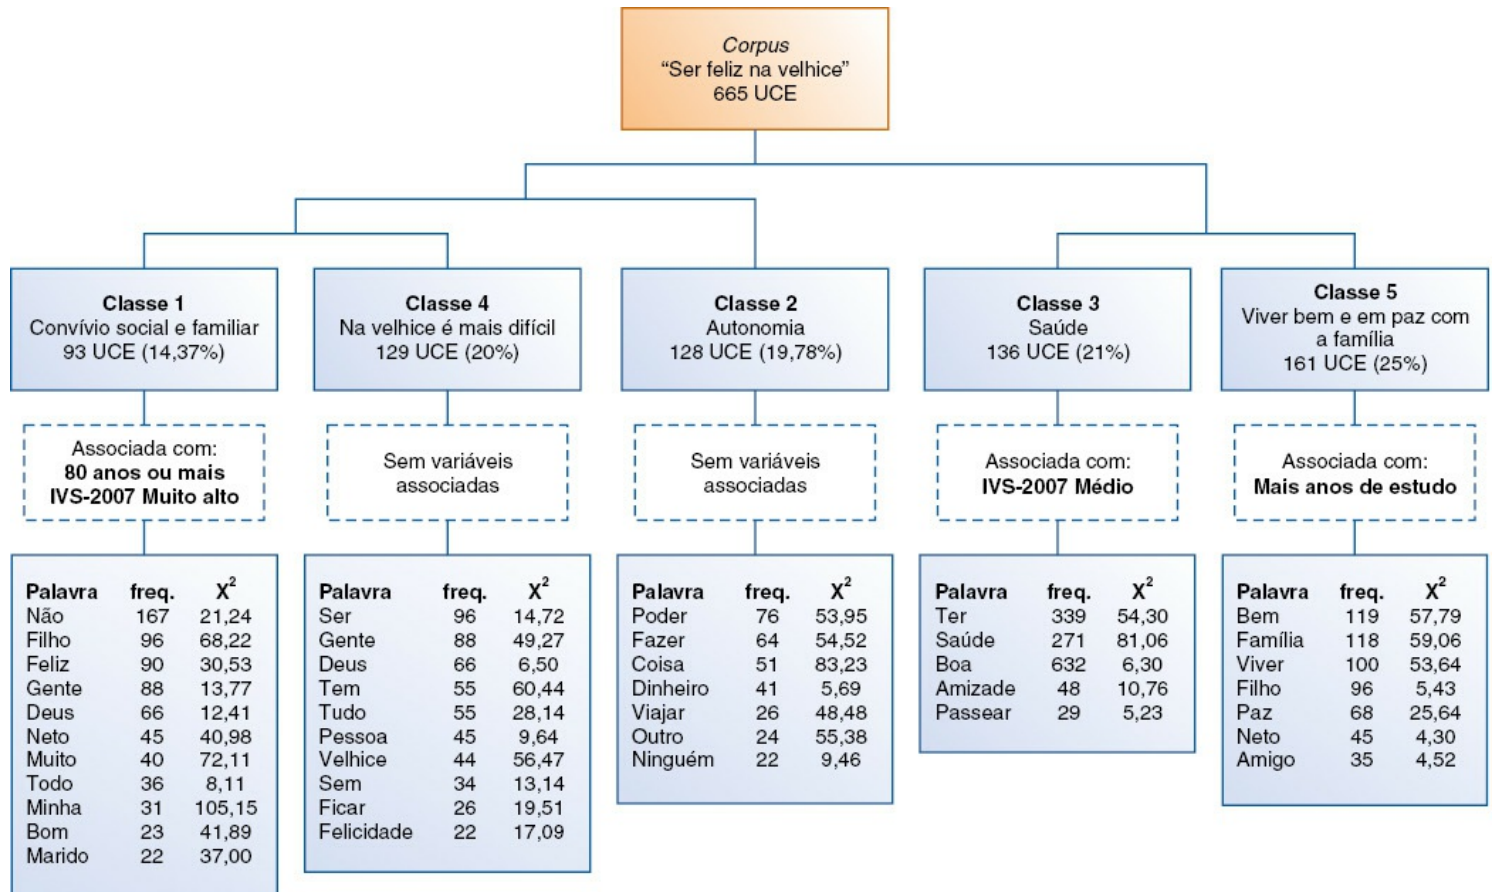 Corpus
“Ser feliz na velhice”
665 UCE
Classe 1
Convívio social e familiar
93 UCE (14,37%)
Classe 4
Na velhice é mais difícil
129 UCE (20%)
Classe 2
Autonomia
128 UCE (19,78%)
Classe 3
Saúde
136 UCE (21%)
Classe 5
Viver bem e em paz com
a família
161 UCE (25%)
Associada com:
80 anos ou mais
IVS-2007 Muito alto
Sem variáveis
associadas
Sem variáveis
associadas
Associada com:
IVS-2007 Médio
Associada com:
Mais anos de estudo
Palavra freq. X²
Não 167 21,24
Filho 96 68,22
Feliz 90 30,53
Gente 88 13,77
Deus 66 12,41
Neto 45 40,98
Muito 40 72,11
Todo 36 8,11
Minha 31 105,15
Bom 23 41,89
Marido 22 37,00
Palavra freq. X²
Ser 96 14,72
Gente 88 49,27
Deus 66 6,50
Tem 55 60,44
Tudo 55 28,14
Pessoa 45 9,64
Velhice 44 56,47
Sem 34 13,14
Ficar 26 19,51
Felicidade 22 17,09
Palavra freq. X²
Poder 76 53,95
Fazer 64 54,52
Coisa 51 83,23
Dinheiro 41 5,69
Viajar 26 48,48
Outro 24 55,38
Ninguém 22 9,46
Palavra freq. X²
Ter 339 54,30
Saúde 271 81,06
Boa 632 6,30
Amizade 48 10,76
Passear 29 5,23
Palavra freq. X²
Bem 119 57,79
Família 118 59,06
Viver 100 53,64
Filho 96 5,43
Paz 68 25,64
Neto 45 4,30
Amigo 35 4,52